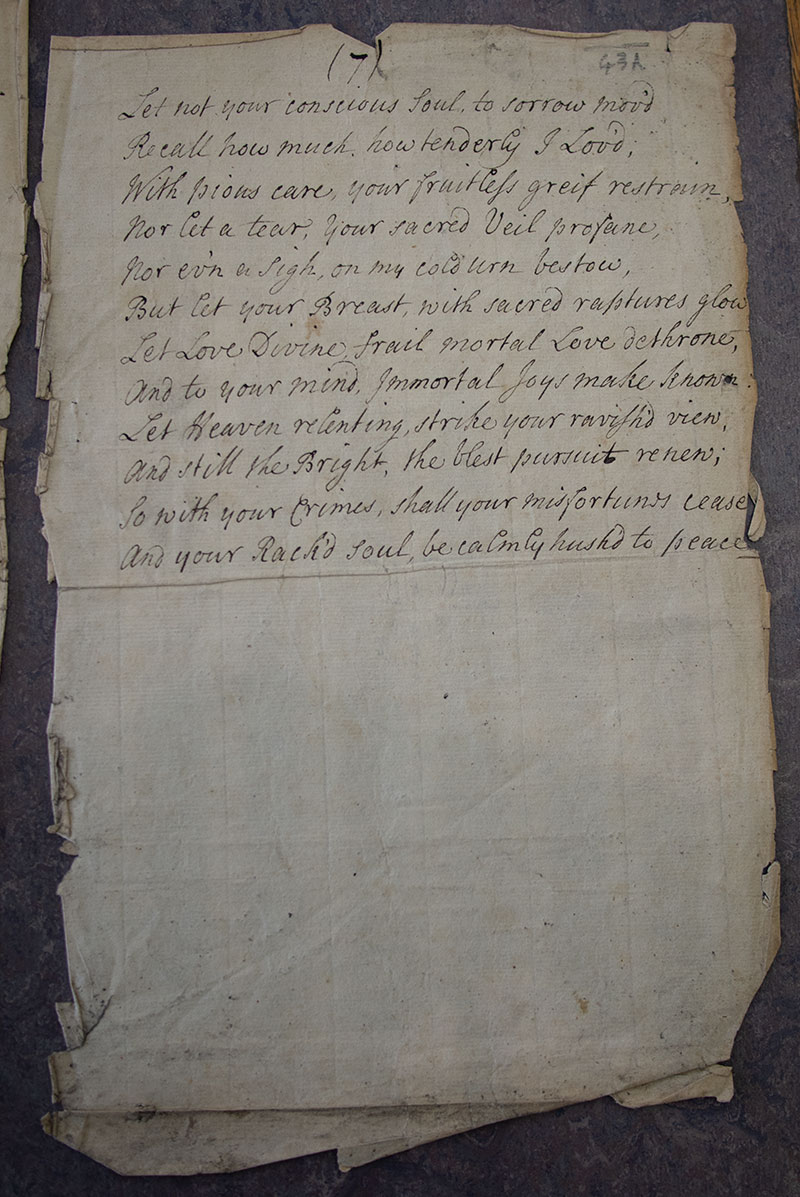 (7)
43A
Let not your conscious Soul, to sorrow mov'd
Recall how much, how tenderly I Lov'd;
With pious care, your fruitless greif restrain,
Nor let a tear, Your sacred Veil profane,
Nor ev'n a Sigh, on my cold urn bestow,
But let your Breast, with sacred raptures glow
Let Love Divine, frail mortal Love dethrone,
And to your mind, Immortal Joys make known:
Let Heaven relenting, strike your ravish'd view,
And still the Bright, the blest pursuit renew;
So with your Crimes, shall your misfortunes cease
And your Rack'd Soul, be calmly hush'd to peace